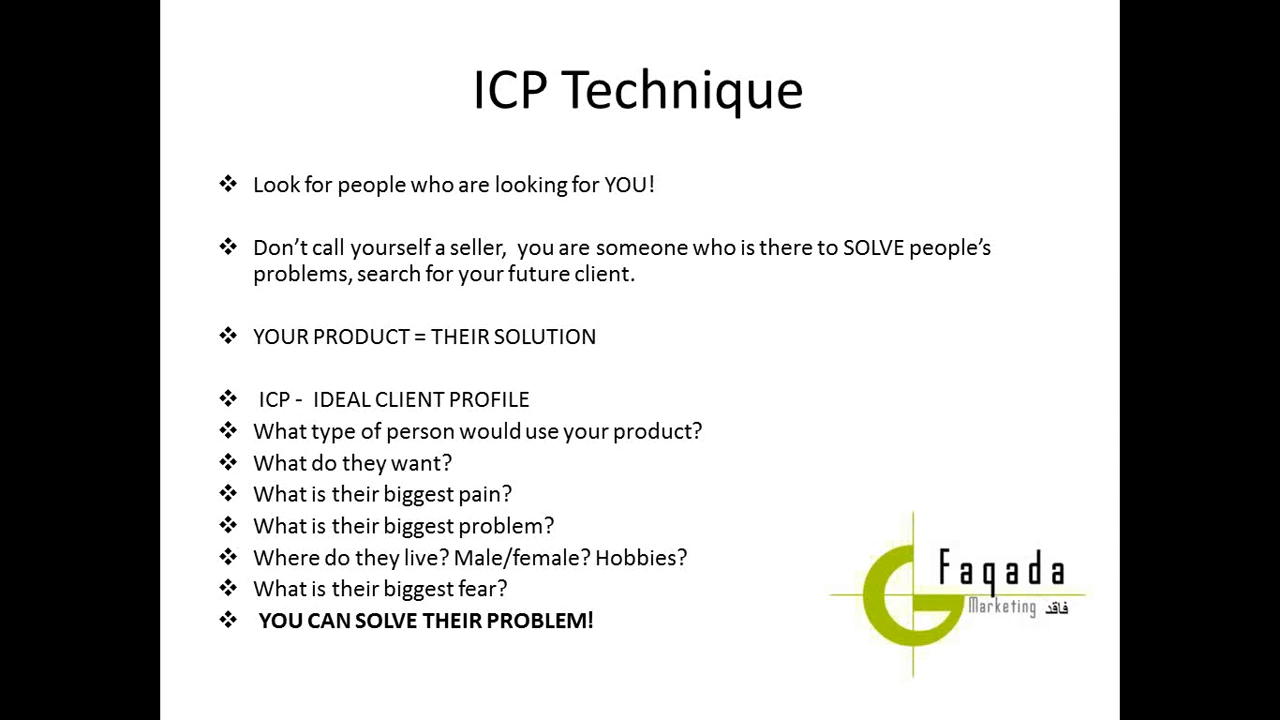 ICP Technique
❖ Look for people who are looking for YOU!
❖ Don’t call yourself a seller,  you are someone who is there to SOLVE people’s
problems, search for your future client.
❖ YOUR PRODUCT = THEIR SOLUTION
❖ ICP -  IDEAL CLIENT PROFILE
❖ What type of person would use your product?
❖ What do they want?
❖ What is their biggest pain?
❖ What is their biggest problem?
❖ Where do they live? Male/female? Hobbies?
❖ What is their biggest fear?
❖ YOU CAN SOLVE THEIR PROBLEM!
Faqada
Marketing فاقد